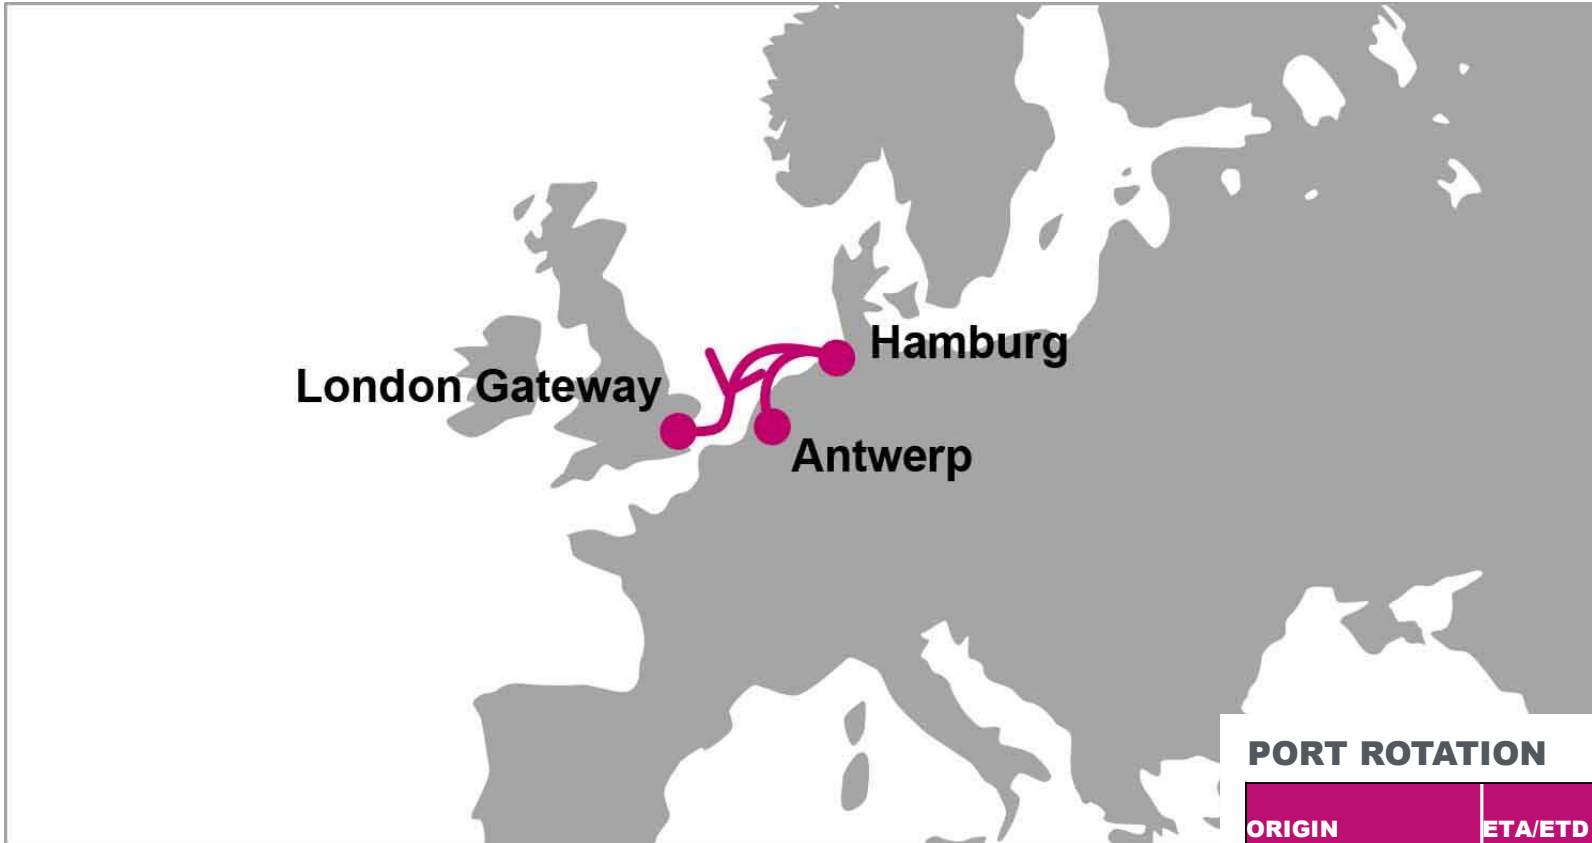 Hamburg
London Gateway
Antwerp
PORT ROTATION
ORIGIN ETA/ETD